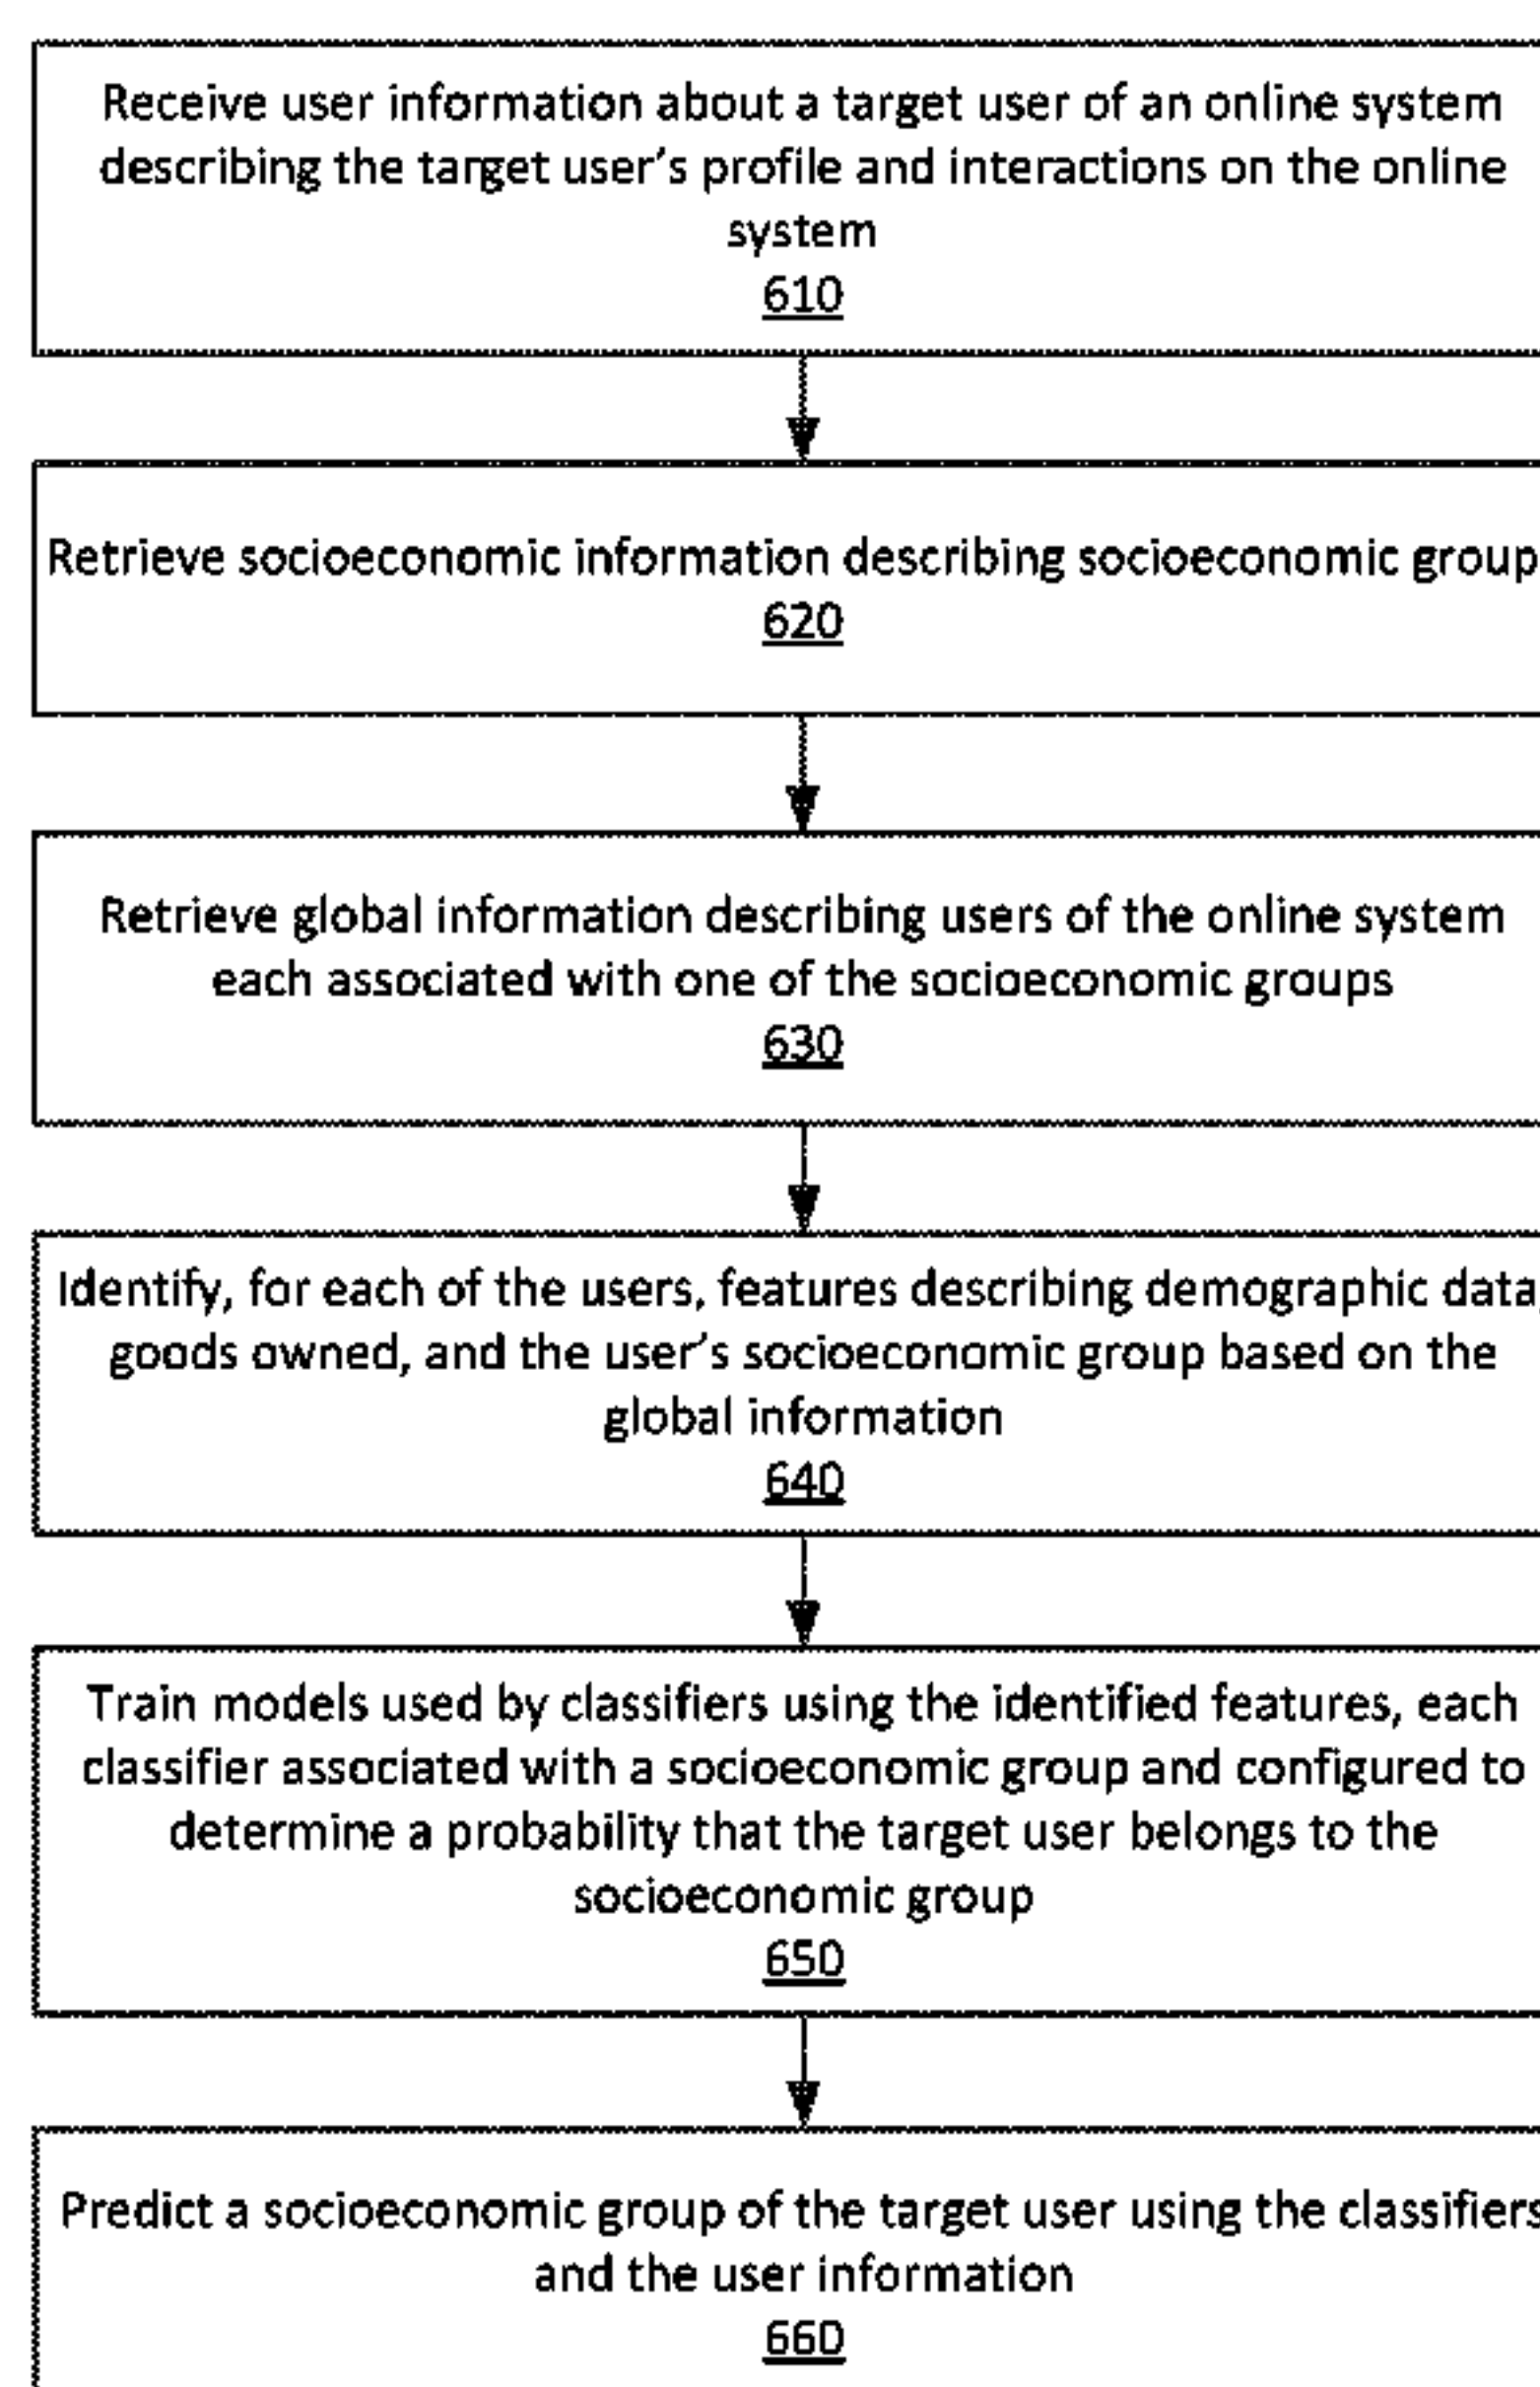 Receive user information about a target user of an online system
describing the target user's profile and interactions on the online
system
610
Retrieve socioeconomic information describing socioeconomic group
620
Retrieve global information describing users of the online system
each associated with one of the socioeconomic groups
630
Identify, for each of the users, features describing demographic data,
goods owned, and the user's socioeconomic group based on the
global information
640
Train models used by classifiers using the identified features, each
classifier associated with a socioeconomic group and configured to
determine a probability that the target user belongs to the
socioeconomic group
650
Predict a socioeconomic group of the target user using the classifiers
and the user information
660